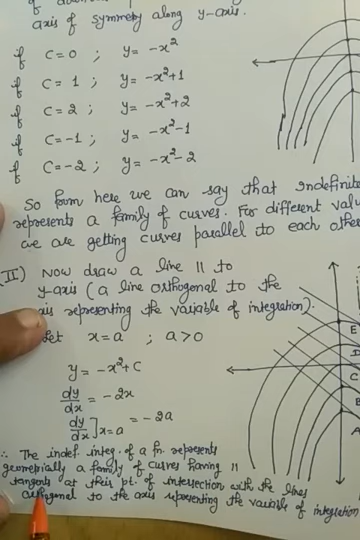 of down
axis of symmetry along y-axis.
if C=0 ; y= -x²
if C= 1 ; y= -x²+1
if C= 2 ; y= -x²+2
if C=-1 ; y= -x²-1
if C=-2 ; y= -x²-2
So from here we can say that Indefinite
represents a family of curves. For different
we are getting curves parallel to each other
II) Now draw a line || to
y-axis (a line orthogonal to the
axis representing the variable of integration).
Let x=a ; a>0
y = -x²+C
dy/dx = -2x
dy/dx]x=a = -2a
∴ The indef. integ. of a fn. represents
geometrially a family of curves having ||
tangents at their pt. of intersection with the lines
orthogonal to the axis representing the variable of integration
E
D
C
B
A